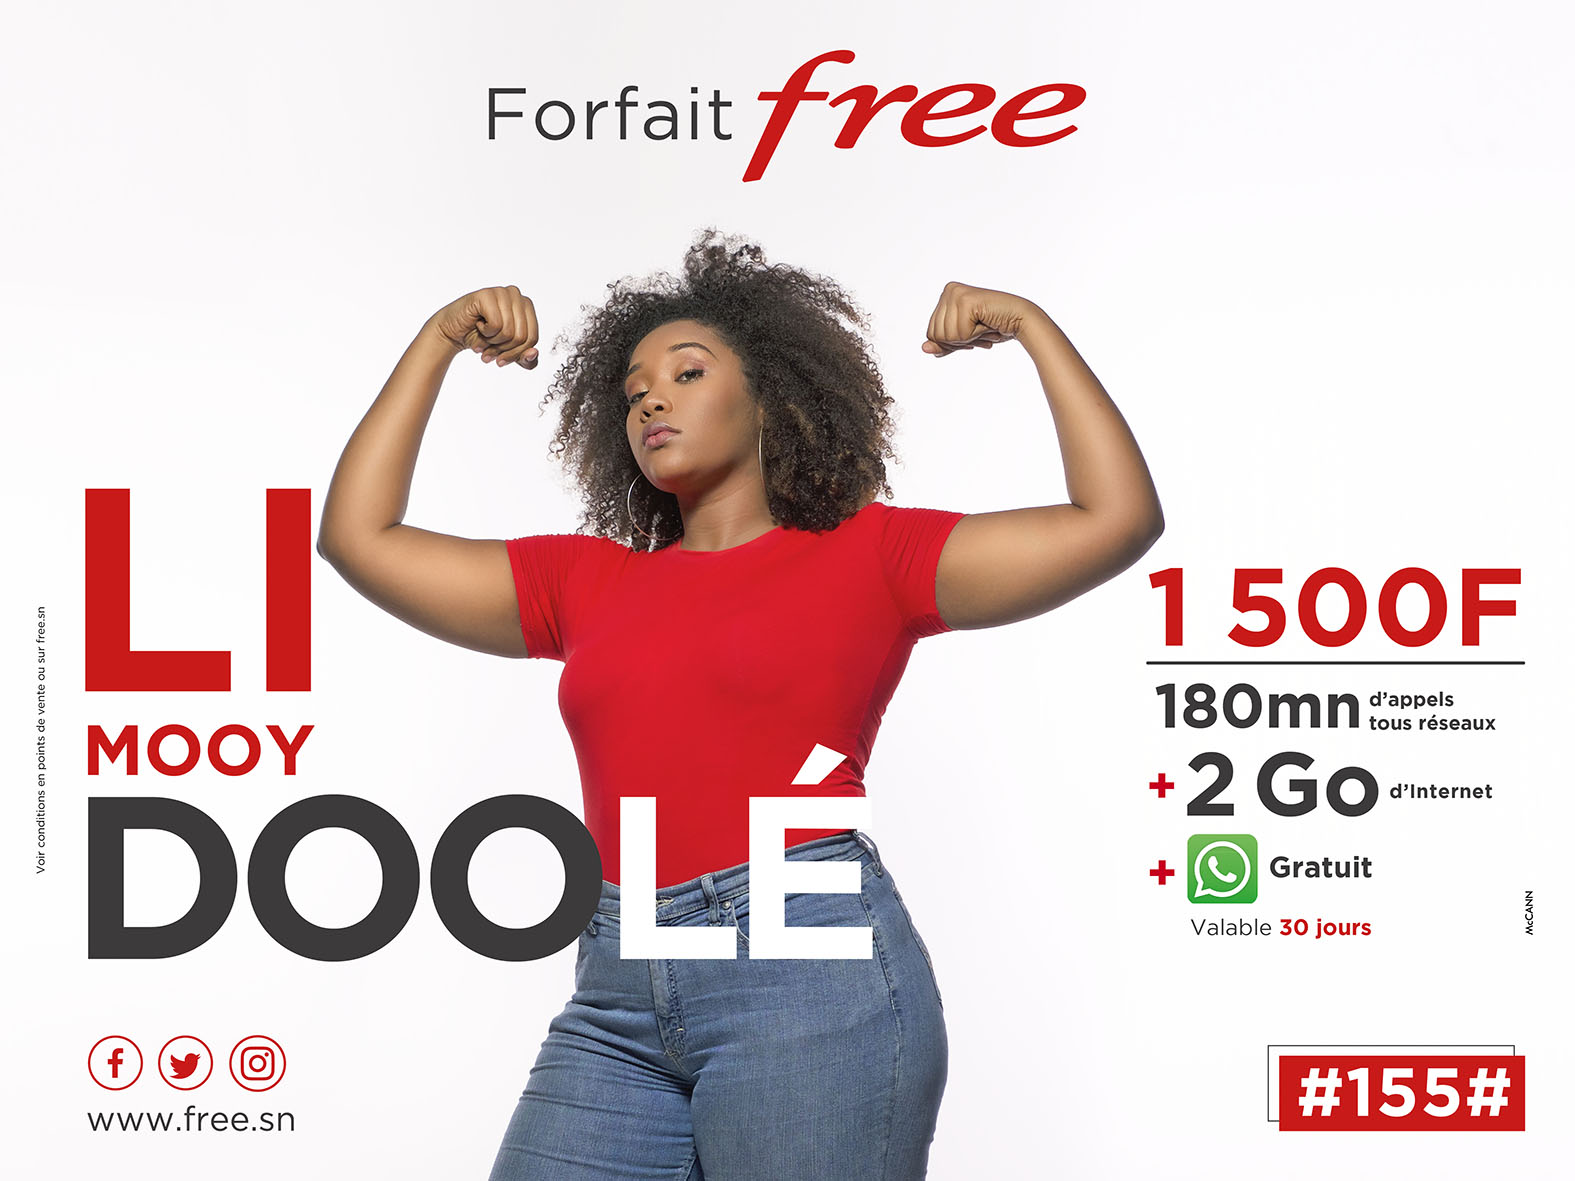 Forfait free
LI
MOOY
DOOLÉ
1 500F
180mn d'appels
tous réseaux
+ 2 Go d'Internet
+ Gratuit
Valable 30 jours
#155#
www.free.sn
Voir conditions en points de vente ou sur free.sn
McCANN